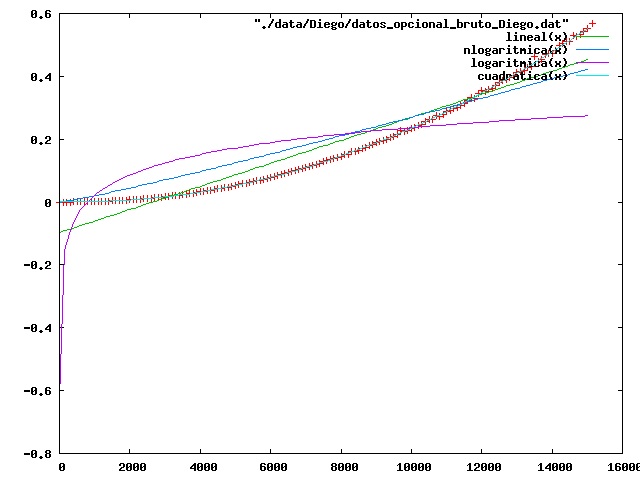 0.6
0.4
0.2
0
-0.2
-0.4
-0.6
-0.8
0 2000 4000 6000 8000 10000 12000 14000 16000
"./data/Diego/datos_opcional_bruto_Diego.dat"
lineal(x)
nlogaritmica(x)
logaritmica(x)
cuadratica(x)